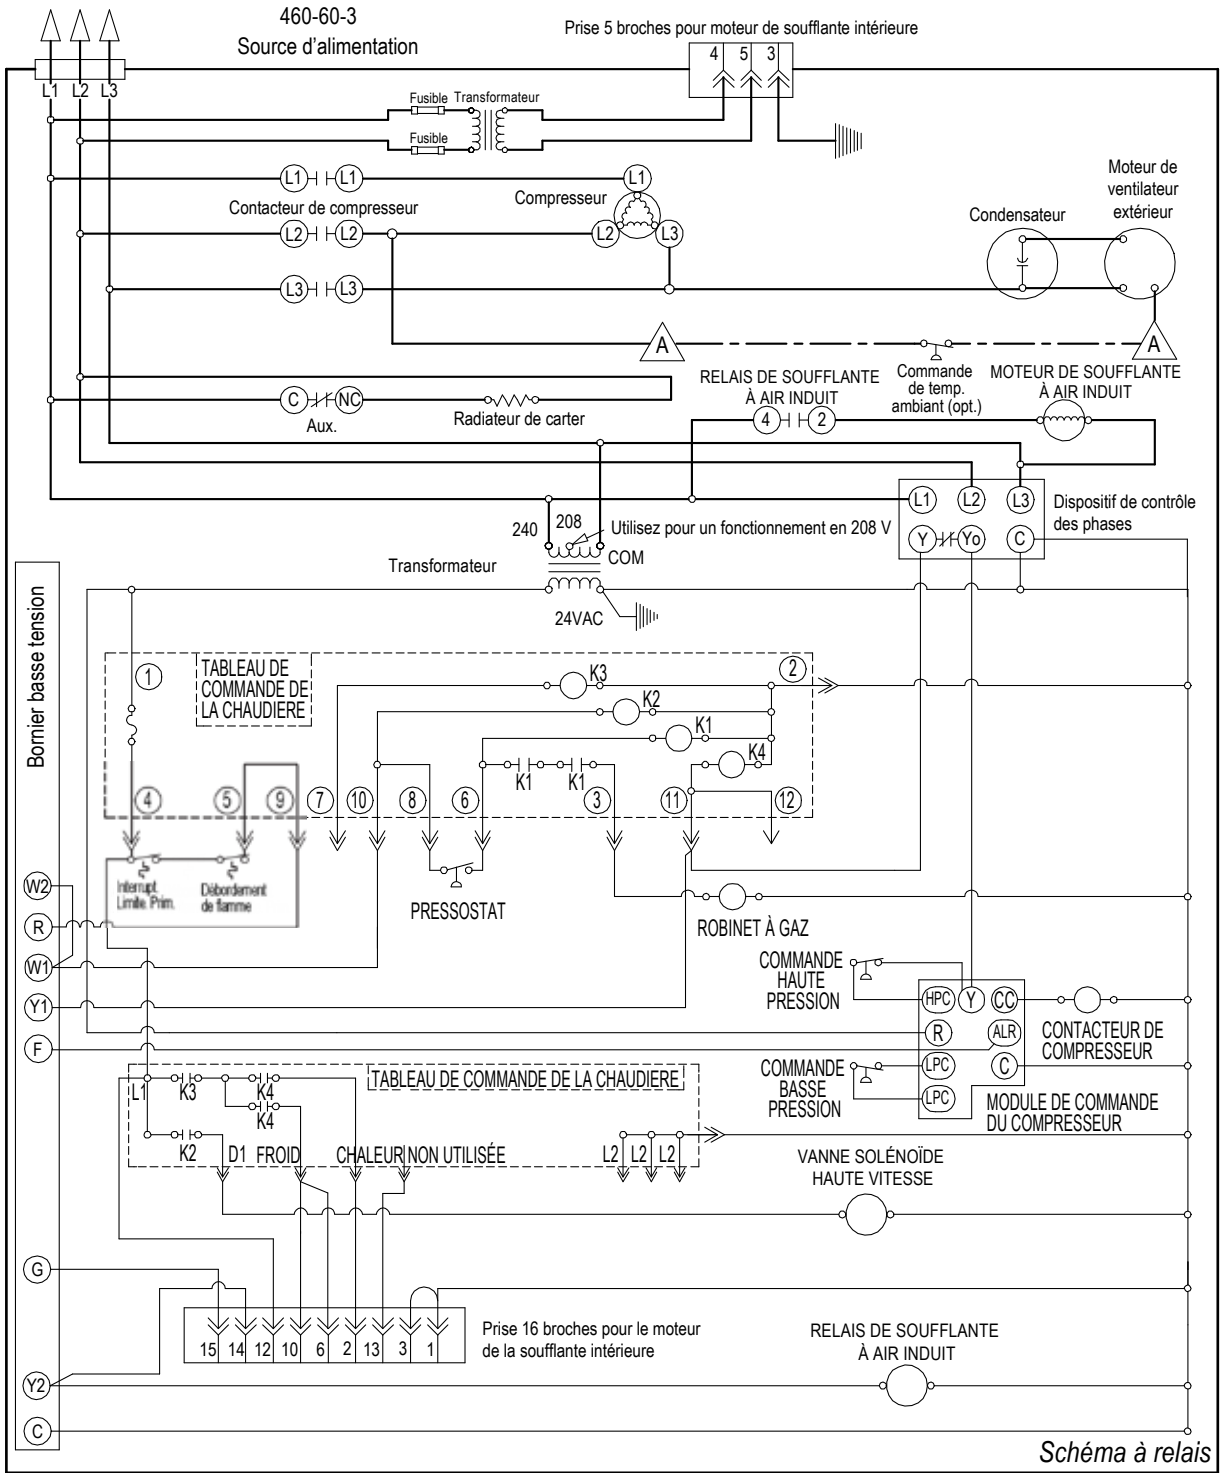 460-60-3
Source d'alimentation
Prise 5 broches pour moteur de soufflante intérieure
4 5 3
L1 L2 L3
Fusible Transformateur
Fusible
L1 L1
L1
Compresseur
Contacteur de compresseur
L2 L2
L2 L3
L3 L3
Condensateur
Moteur de
ventilateur
extérieur
A
A
Commande
de temp.
ambiant (opt.)
RELAIS DE SOUFFLANTE
À AIR INDUIT
4 2
MOTEUR DE SOUFFLANTE
À AIR INDUIT
C NC
Aux.
Radiateur de carter
L1 L2 L3
Y Yo C
Dispositif de contrôle
des phases
240 208
Utilisez pour un fonctionnement en 208 V
COM
Transformateur
24VAC
Bornier basse tension
1
TABLEAU DE
COMMANDE DE
LA CHAUDIERE
K3
2
K2
K1
K4
K1 K1
4 5 9 7 10 8 6 3 11 12
Interrupt.
Limite. Prim.
Débordement
de flamme
PRESSOSTAT
ROBINET À GAZ
W2
R
W1
Y1
F
COMMANDE
HAUTE
PRESSION
HPC Y CC
R ALR
LPC C
LPC
CONTACTEUR DE
COMPRESSEUR
COMMANDE
BASSE
PRESSION
MODULE DE COMMANDE
DU COMPRESSEUR
TABLEAU DE COMMANDE DE LA CHAUDIERE
L1 K3 K4
K4
K2 D1 FROID CHALEUR NON UTILISÉE
L2 L2 L2
VANNE SOLÉNOÏDE
HAUTE VITESSE
G
15 14 12 10 6 2 13 3 1
Prise 16 broches pour le moteur
de la soufflante intérieure
RELAIS DE SOUFFLANTE
À AIR INDUIT
Y2
C
Schéma à relais